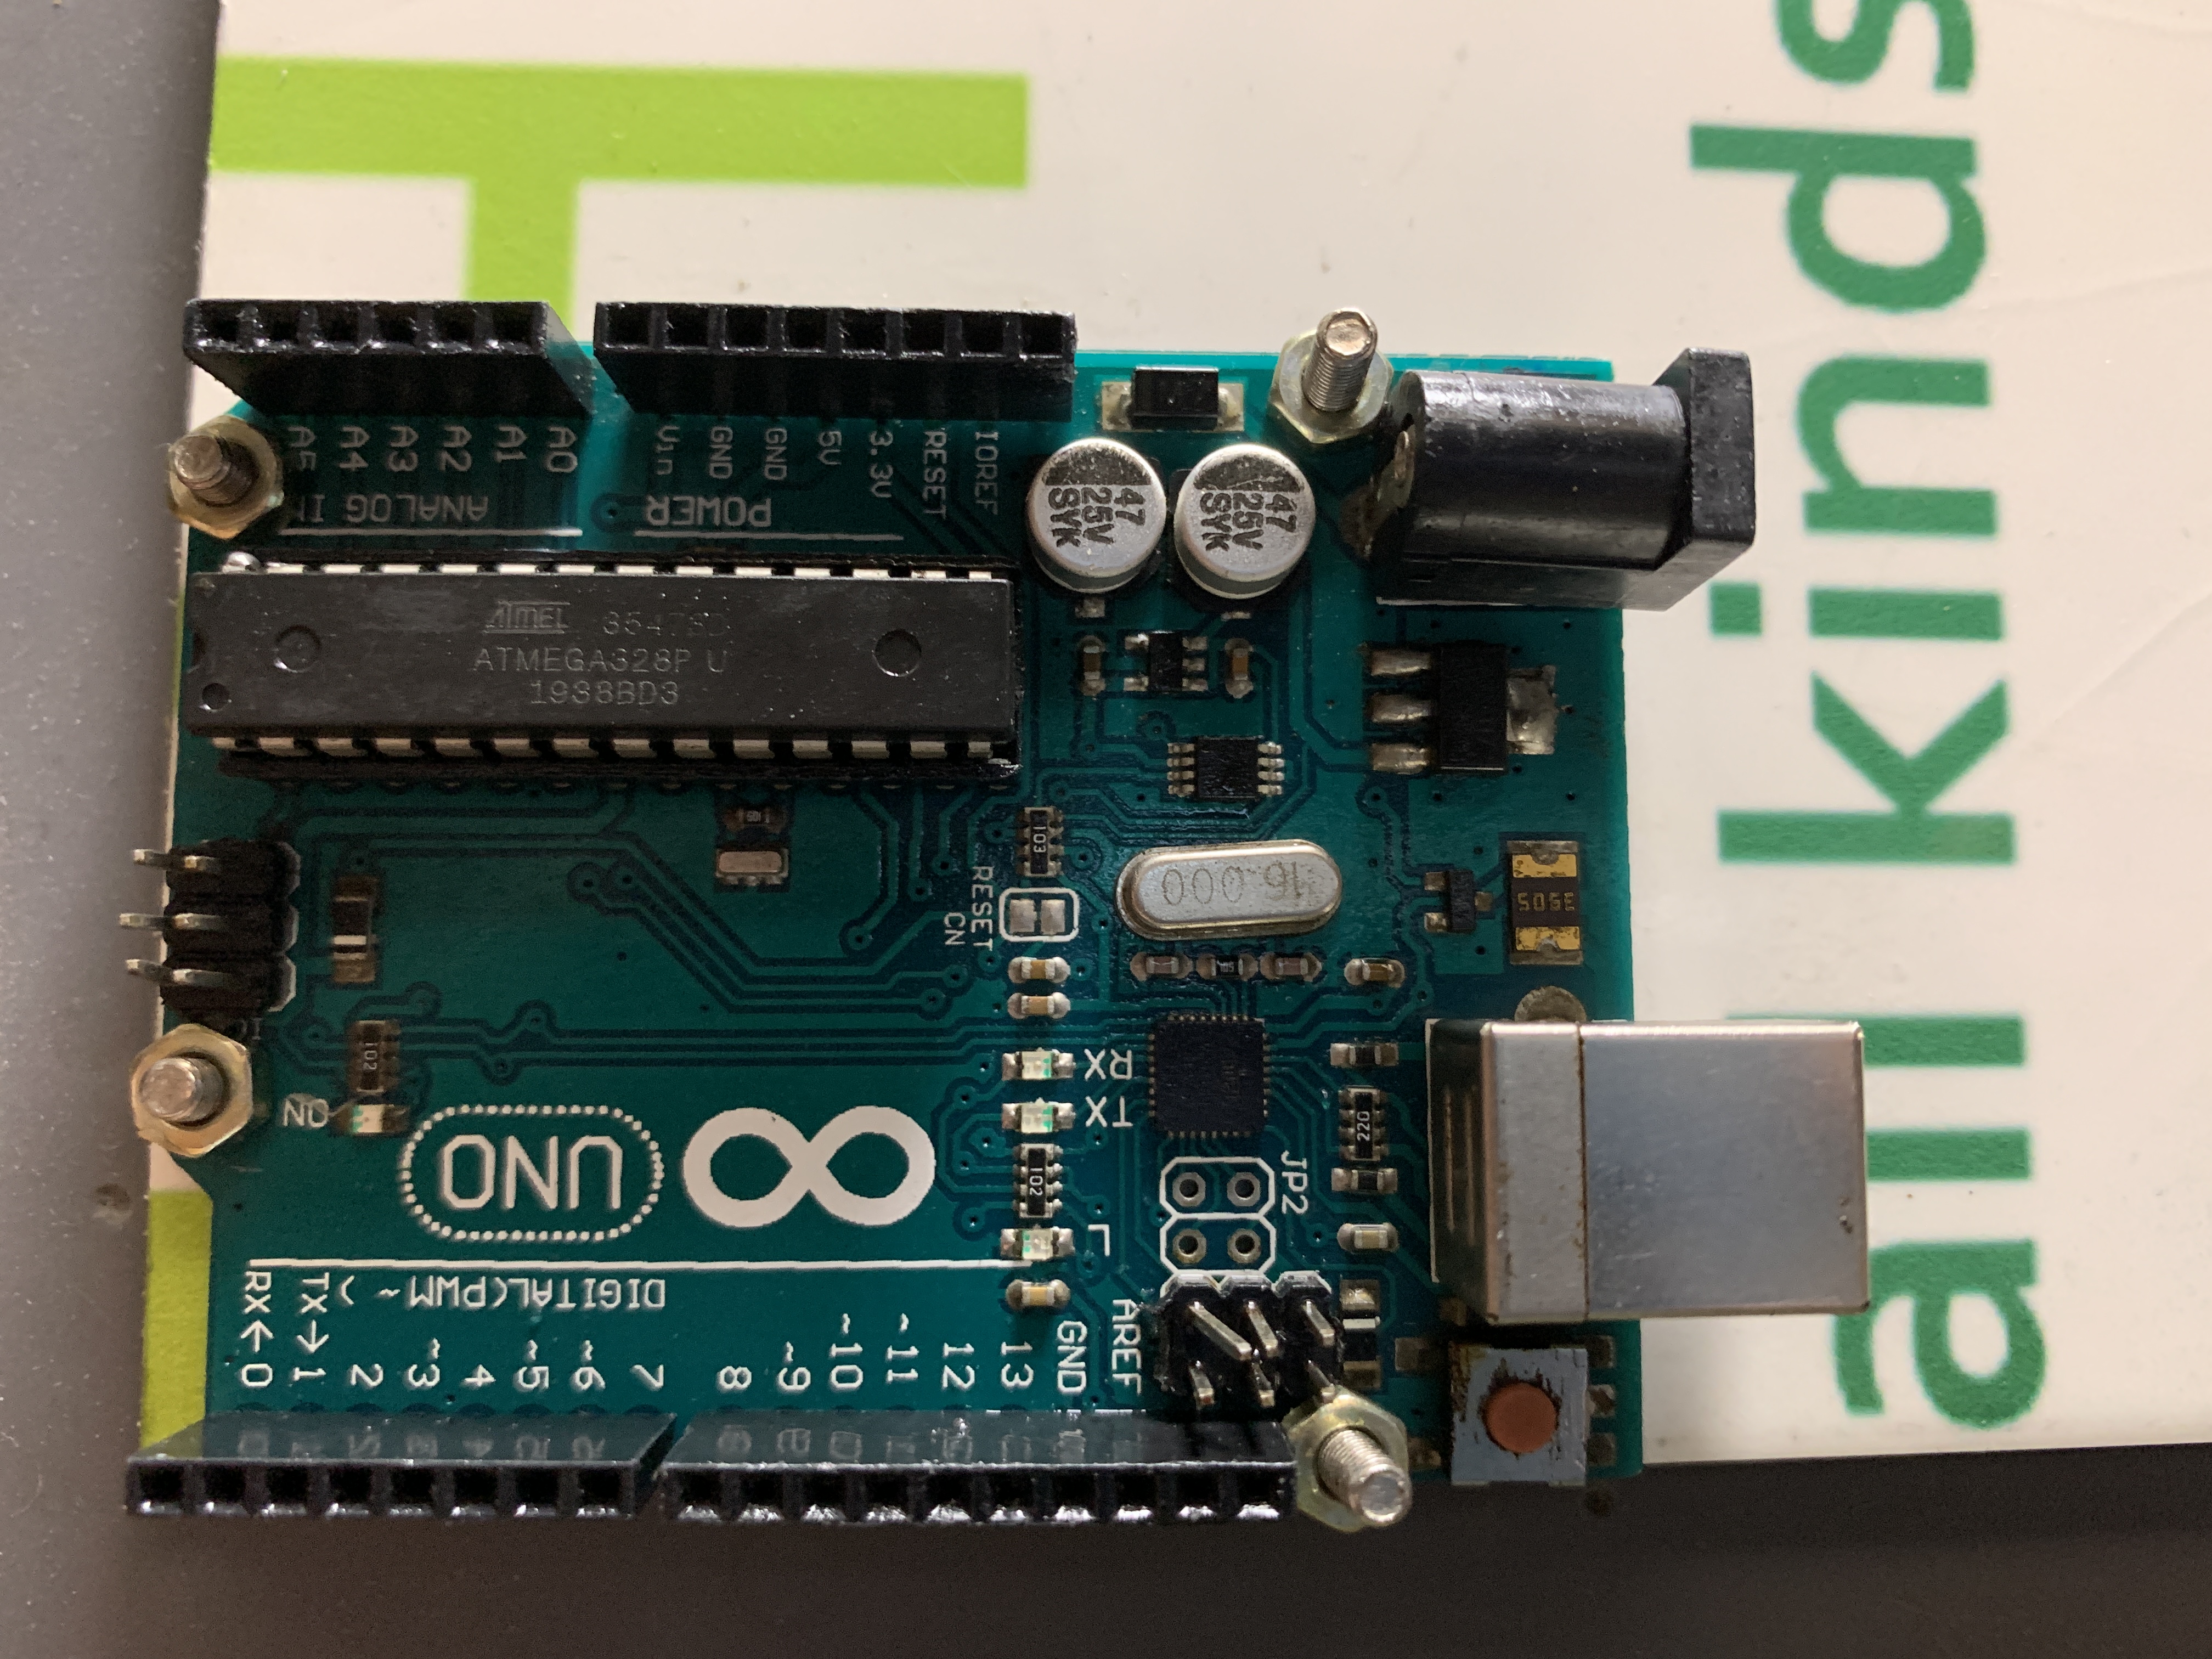 RX←0
TX→1
2
~3
4
~5
~6
7
DIGITAL(PWM~)
8
~9
~10
~11
12
13
GND
AREF
ON
102
UNO
ATMEL
ATMEGA328P U
1938BD3
ANALOG IN
A5
A4
A3
A2
A1
A0
POWER
Vin
GND
GND
5V
3.3V
RESET
IOREF
RESET
CN
L
102
TX
RX
103
47
25V
SYK
47
25V
SYK
16.000
JP2
220
all kinds